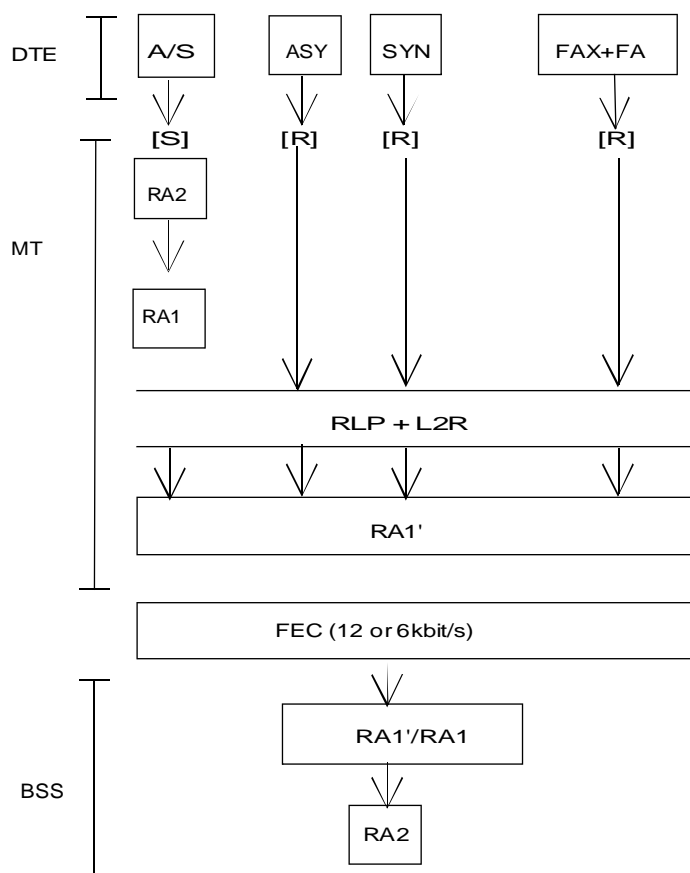 DTE
A/S
ASY
SYN
FAX+FA
[S]
[R]
[R]
[R]
MT
RA2
RA1
RLP + L2R
RA1'
FEC (12 or 6kbit/s)
BSS
RA1'/RA1
RA2